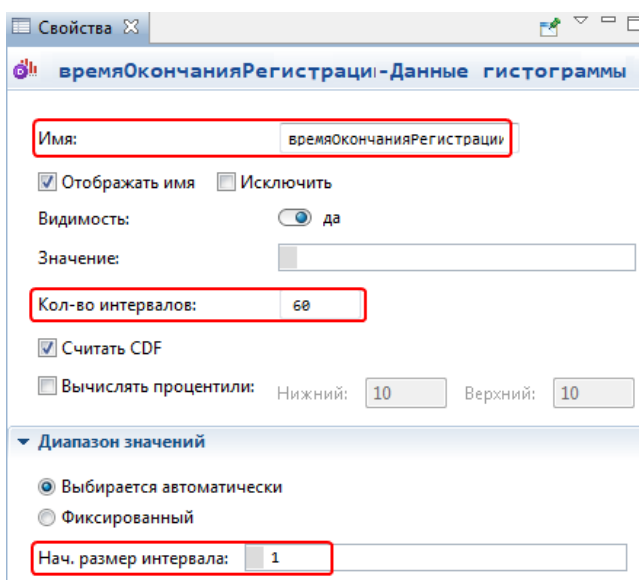 Свойства
времяОкончанияРегистраци-Данные гистограммы
Имя: времяОкончанияРегистрации
Отображать имя Исключить
Видимость: да
Значение:
Кол-во интервалов: 60
Считать CDF
Вычислять процентили: Нижний: 10 Верхний: 10
Диапазон значений
Выбирается автоматически
Фиксированный
Нач. размер интервала: 1